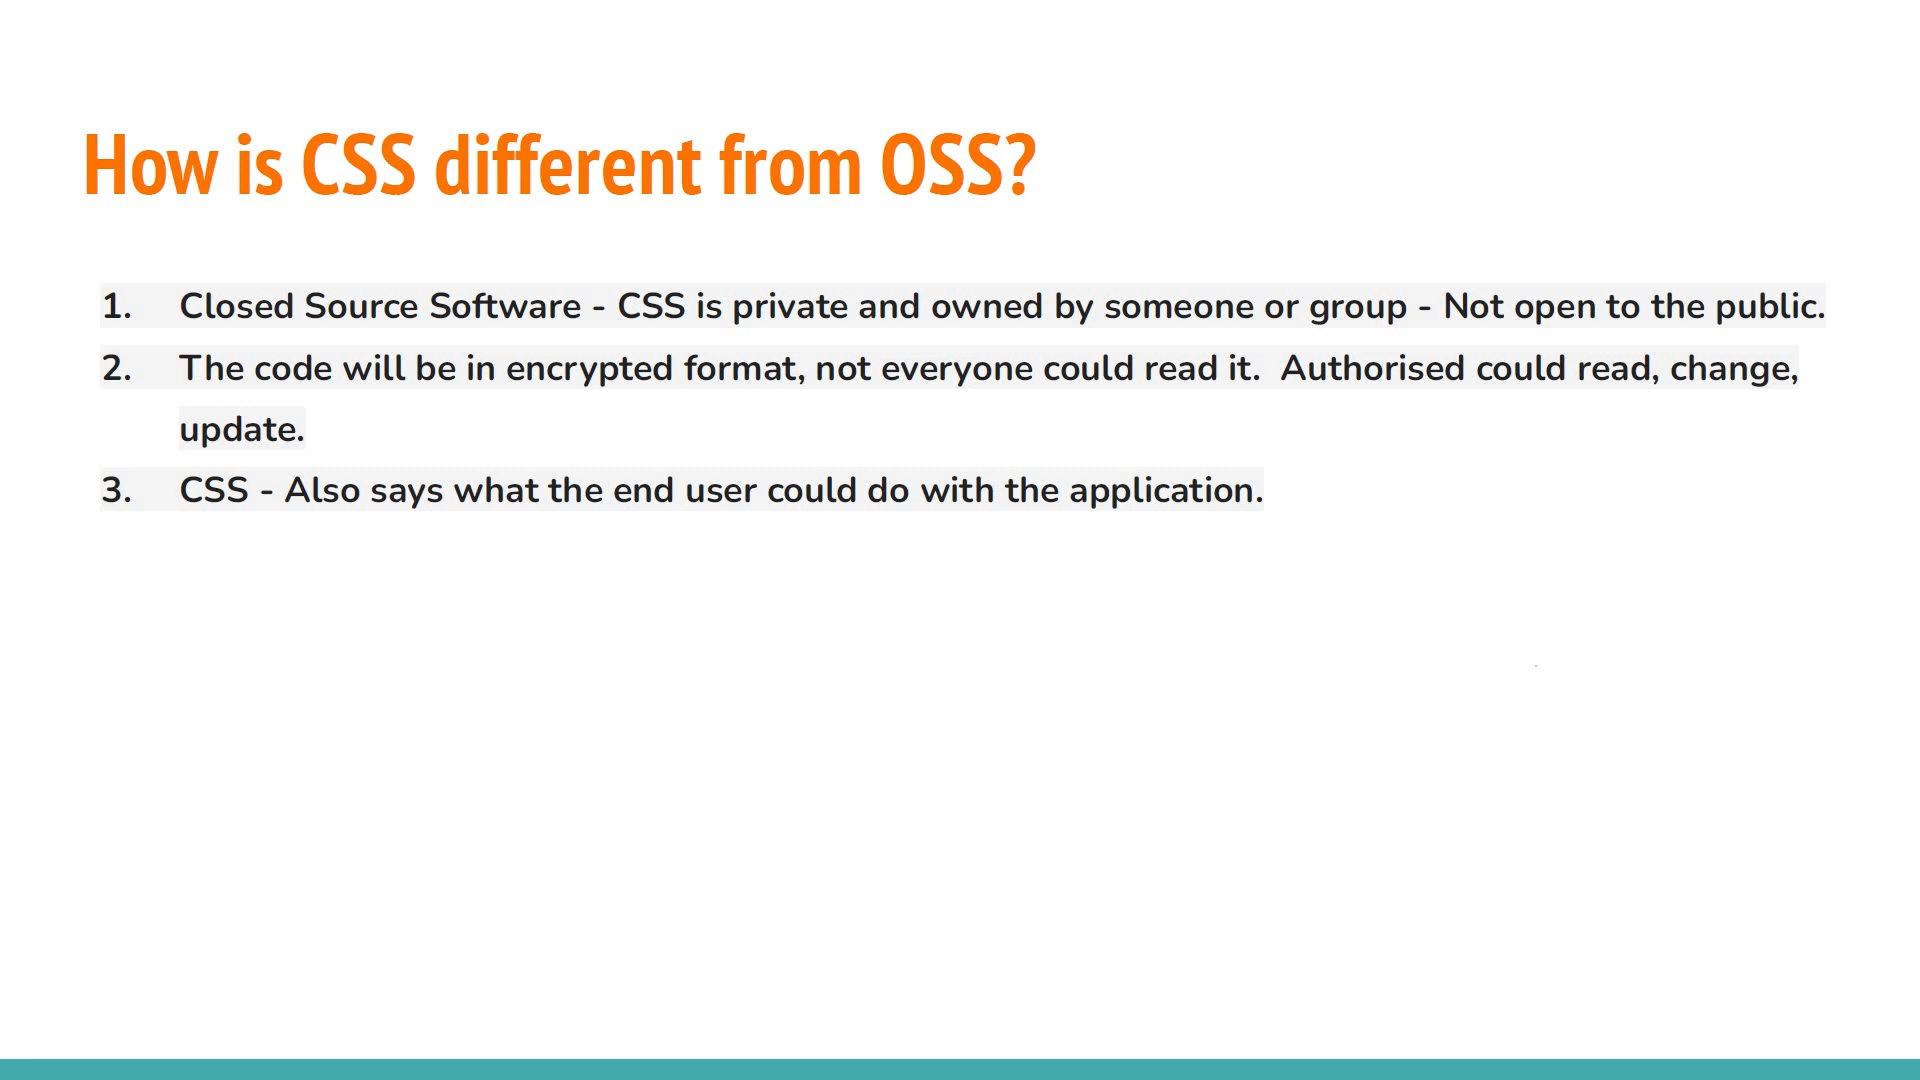 How is CSS different from OSS?
1. Closed Source Software - CSS is private and owned by someone or group - Not open to the public.
2. The code will be in encrypted format, not everyone could read it.  Authorised could read, change,
update.
3. CSS - Also says what the end user could do with the application.